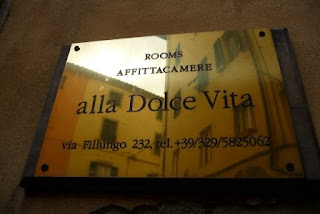 ROOMS
AFFITTACAMERE
alla Dolce Vita
via Fillungo 232, tel.+39/329/5825062